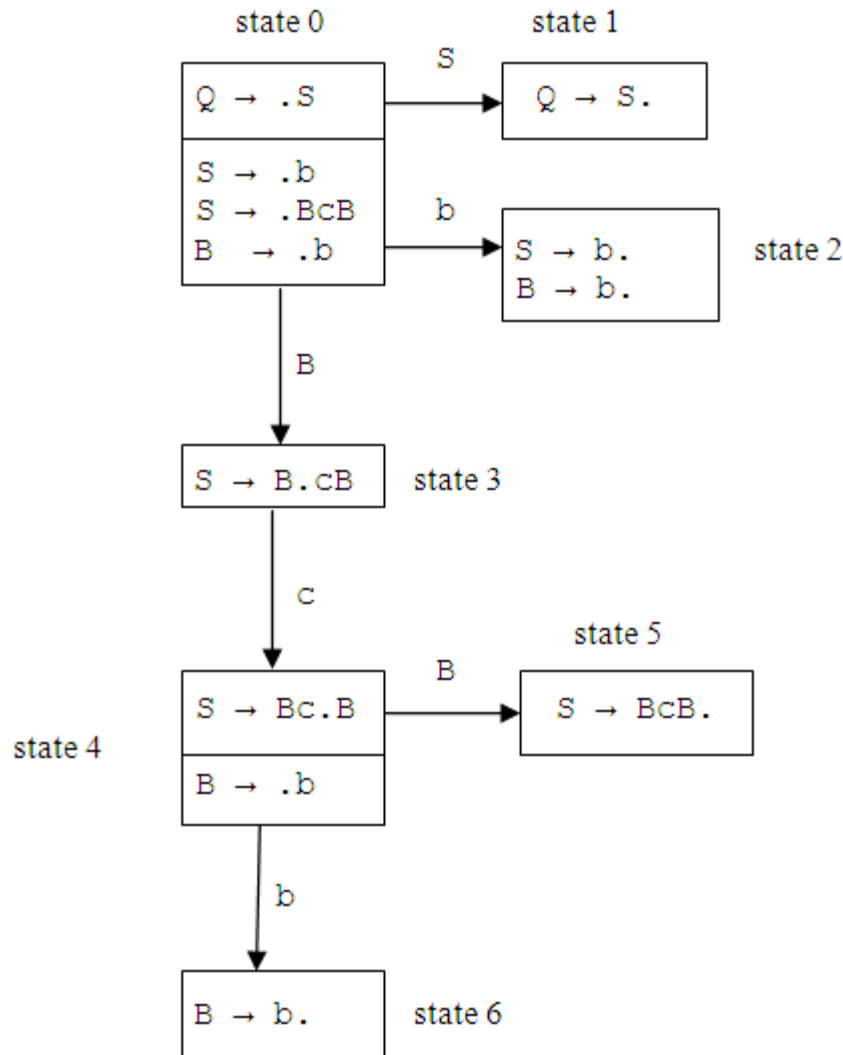 state 0
state 1
S
Q → .S
Q → S.
S → .b
S → .BcB
B → .b
b
S → b.
B → b.
state 2
B
S → B.cB
state 3
c
state 5
B
S → Bc.B
S → BcB.
state 4
B → .b
b
B → b.
state 6